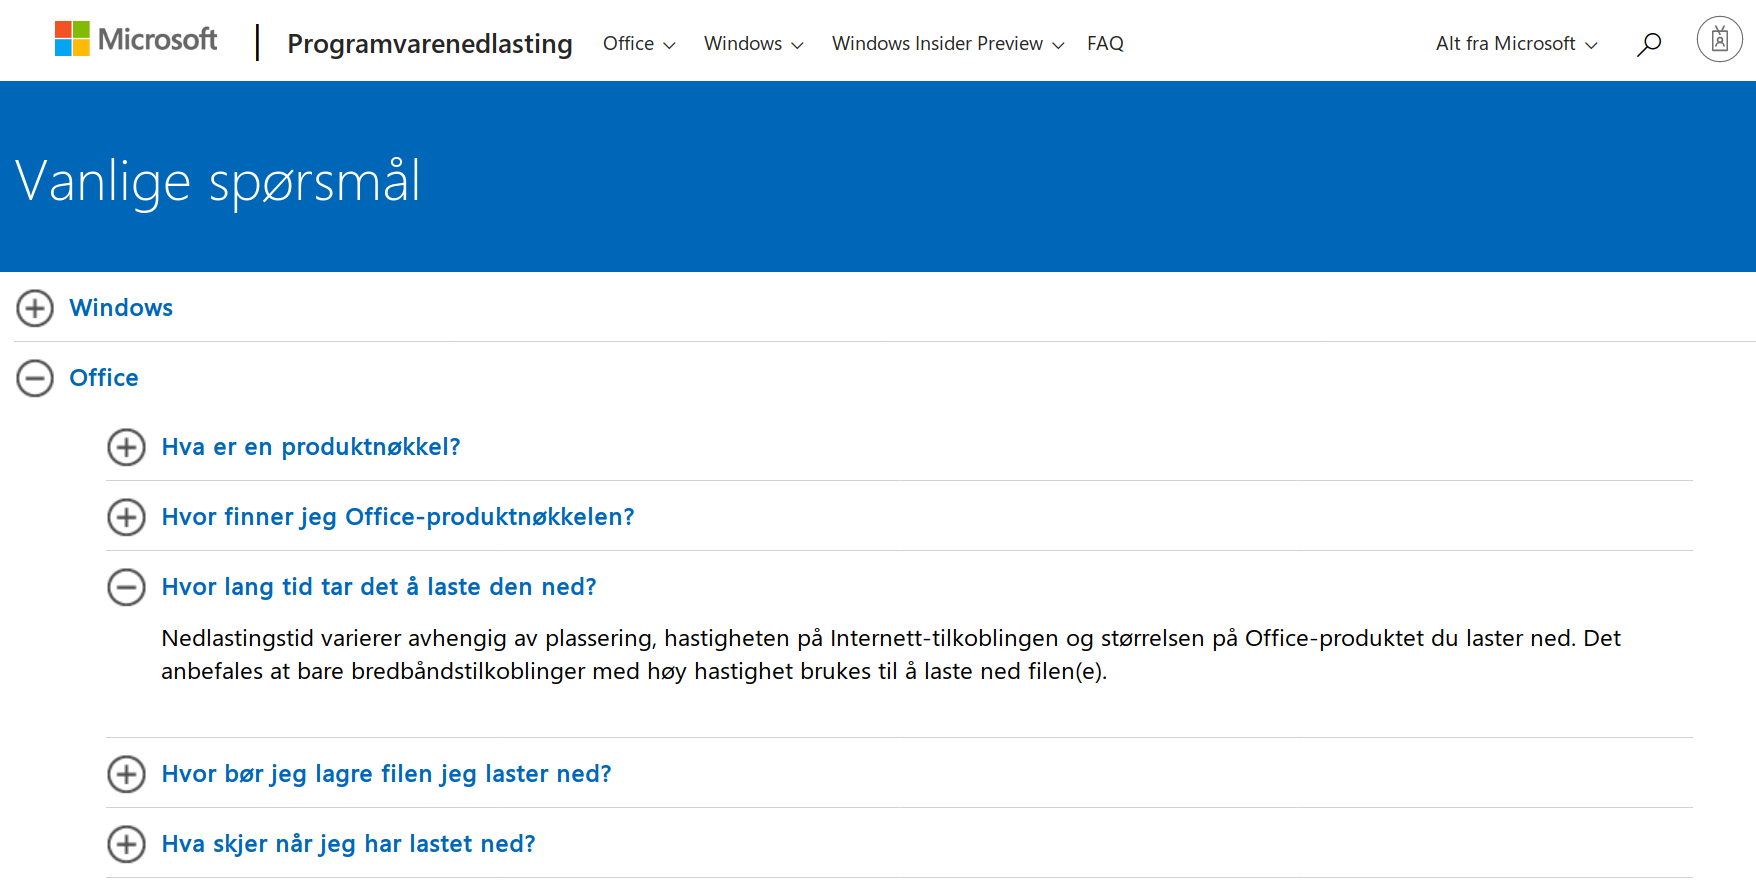 Microsoft
Programvarenedlasting
Office
Windows
Windows Insider Preview
FAQ
Alt fra Microsoft
Vanlige spørsmål
Windows
Office
Hva er en produktnøkkel?
Hvor finner jeg Office-produktnøkkelen?
Hvor lang tid tar det å laste den ned?
Nedlastingstid varierer avhengig av plassering, hastigheten på Internett-tilkoblingen og størrelsen på Office-produktet du laster ned. Det
anbefales at bare bredbåndstilkoblinger med høy hastighet brukes til å laste ned filen(e).
Hvor bør jeg lagre filen jeg laster ned?
Hva skjer når jeg har lastet ned?